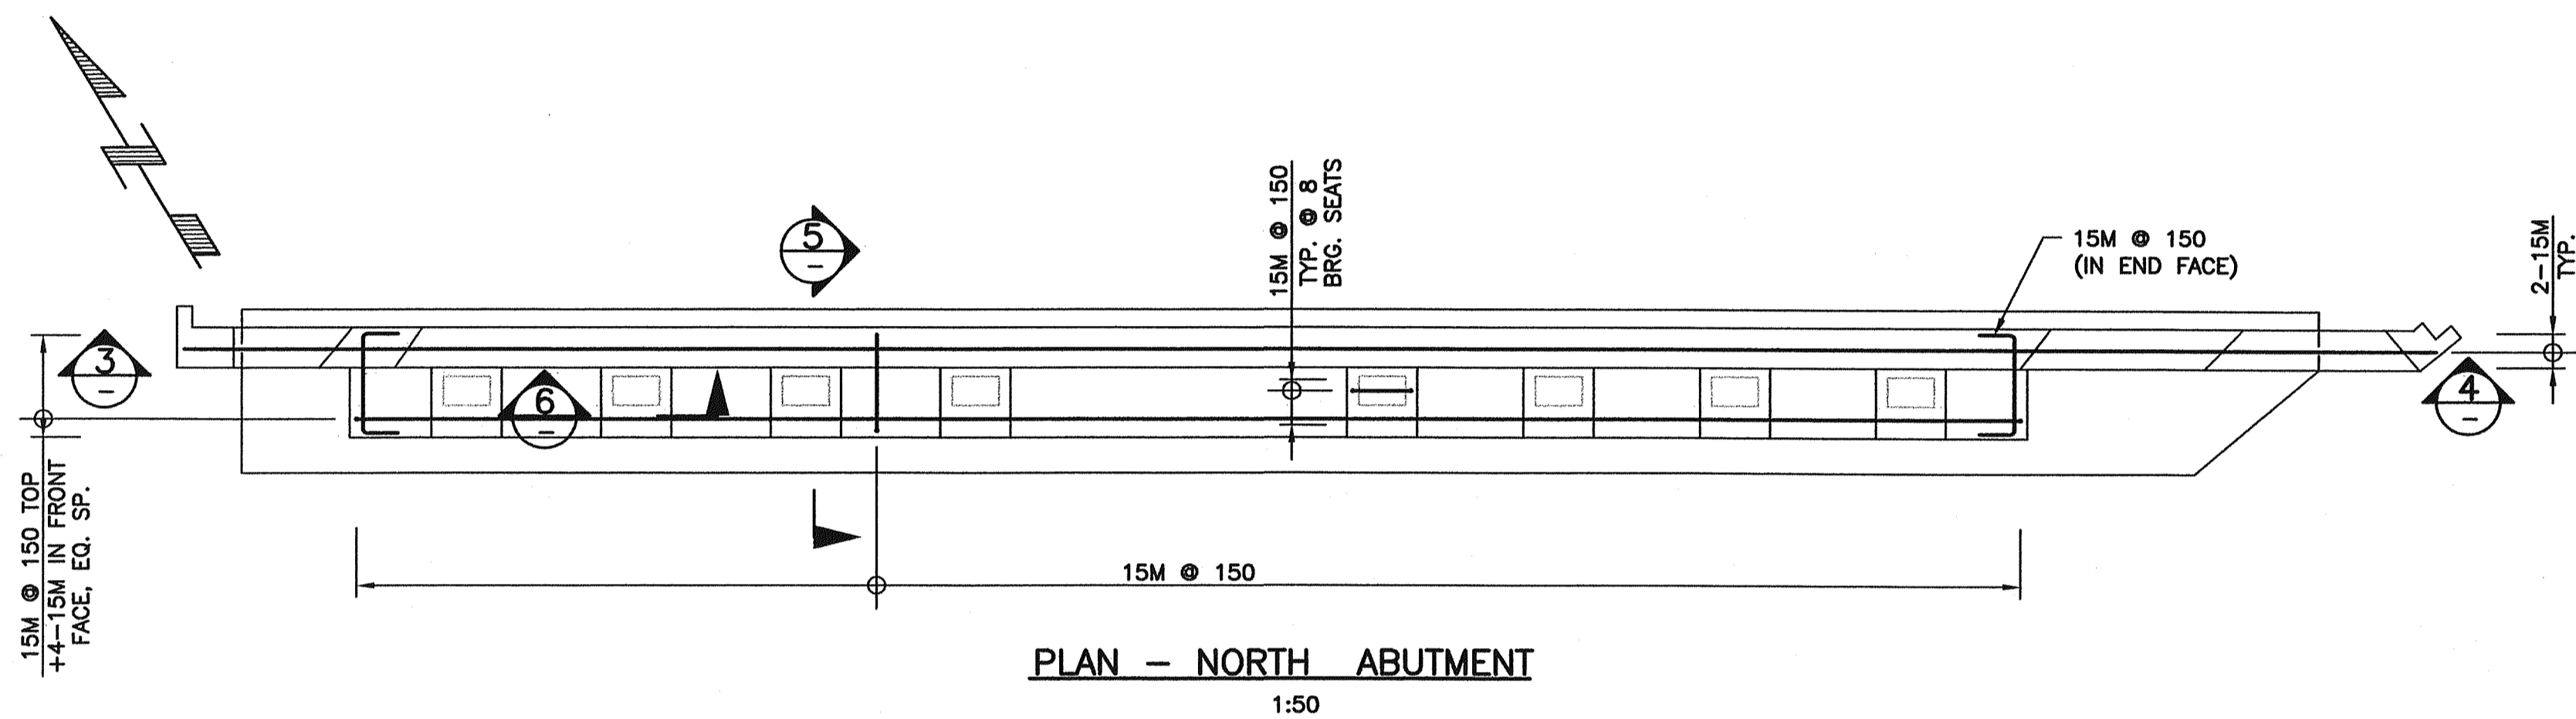 5
–
15M @ 150
TYP. @ 8
BRG. SEATS
15M @ 150
(IN END FACE)
2–15M
TYP.
3
–
6
–
4
–
15M @ 150 TOP
+4–15M IN FRONT
FACE, EQ. SP.
15M @ 150
PLAN – NORTH ABUTMENT
1:50